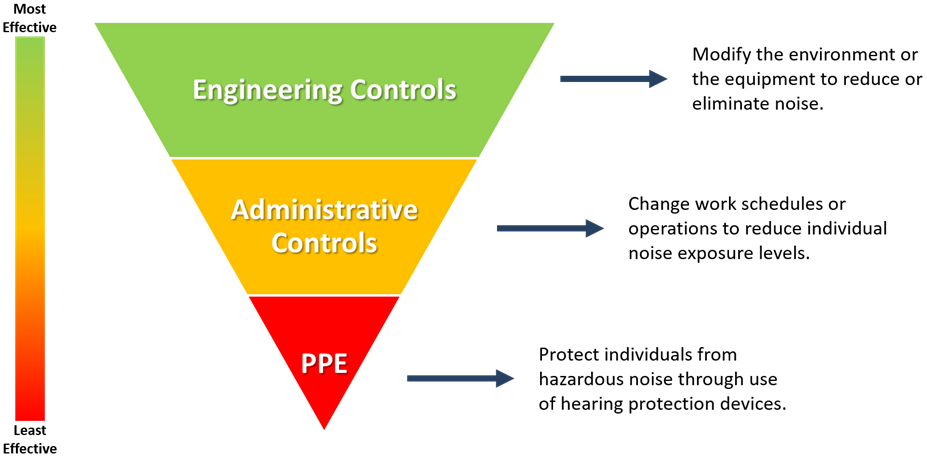 Most
Effective
Engineering Controls
Modify the environment or
the equipment to reduce or
eliminate noise.
Administrative
Controls
Change work schedules or
operations to reduce individual
noise exposure levels.
PPE
Protect individuals from
hazardous noise through use
of hearing protection devices.
Least
Effective